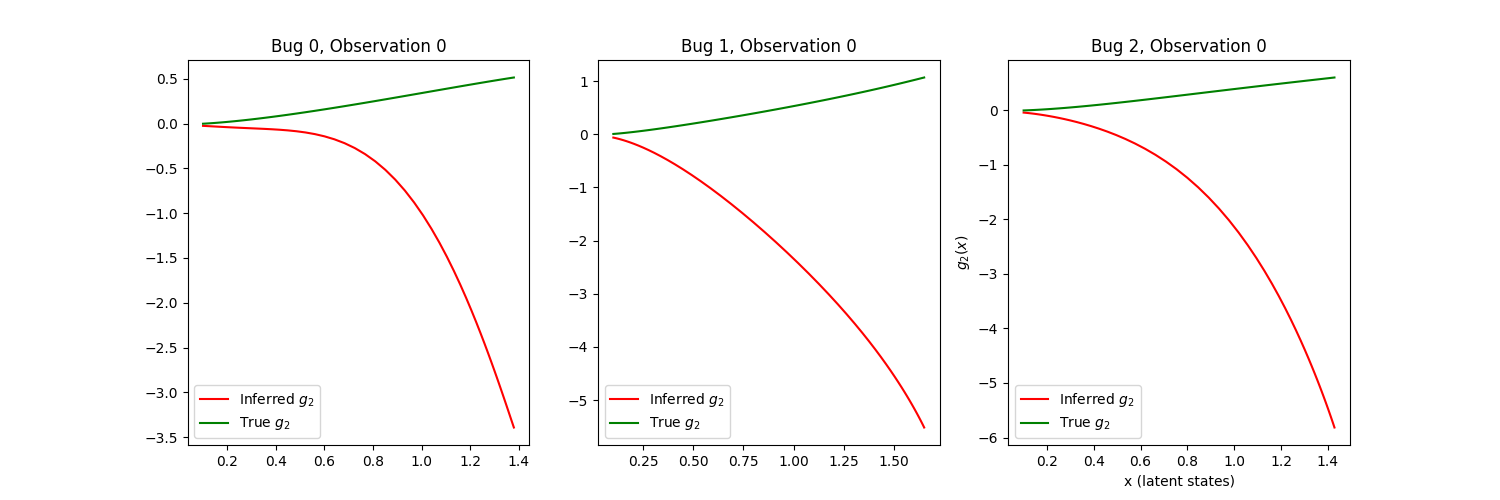 Bug 0, Observation 0
0.5
0.0
−0.5
−1.0
−1.5
−2.0
−2.5
−3.0
−3.5
0.2 0.4 0.6 0.8 1.0 1.2 1.4
Inferred g₂
True g₂
Bug 1, Observation 0
1
0
−1
−2
−3
−4
−5
0.25 0.50 0.75 1.00 1.25 1.50
Inferred g₂
True g₂
Bug 2, Observation 0
g₂(x)
0
−1
−2
−3
−4
−5
−6
0.2 0.4 0.6 0.8 1.0 1.2 1.4
x (latent states)
Inferred g₂
True g₂